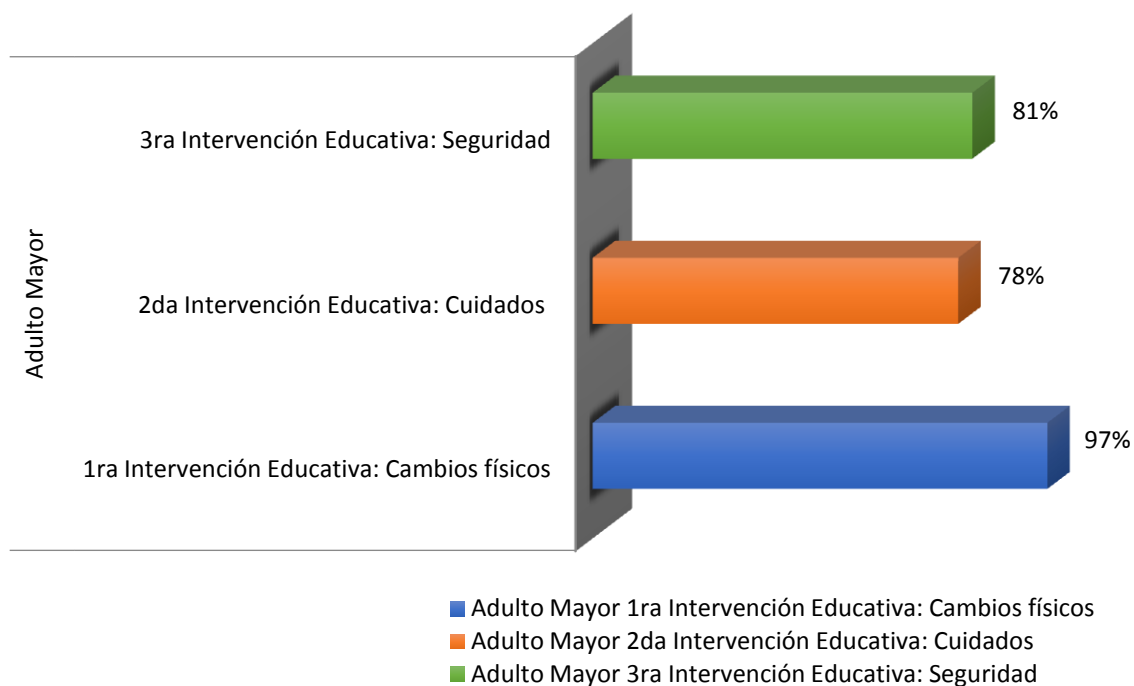 Adulto Mayor
3ra Intervención Educativa: Seguridad
81%
2da Intervención Educativa: Cuidados
78%
1ra Intervención Educativa: Cambios físicos
97%
Adulto Mayor 1ra Intervención Educativa: Cambios físicos
Adulto Mayor 2da Intervención Educativa: Cuidados
Adulto Mayor 3ra Intervención Educativa: Seguridad